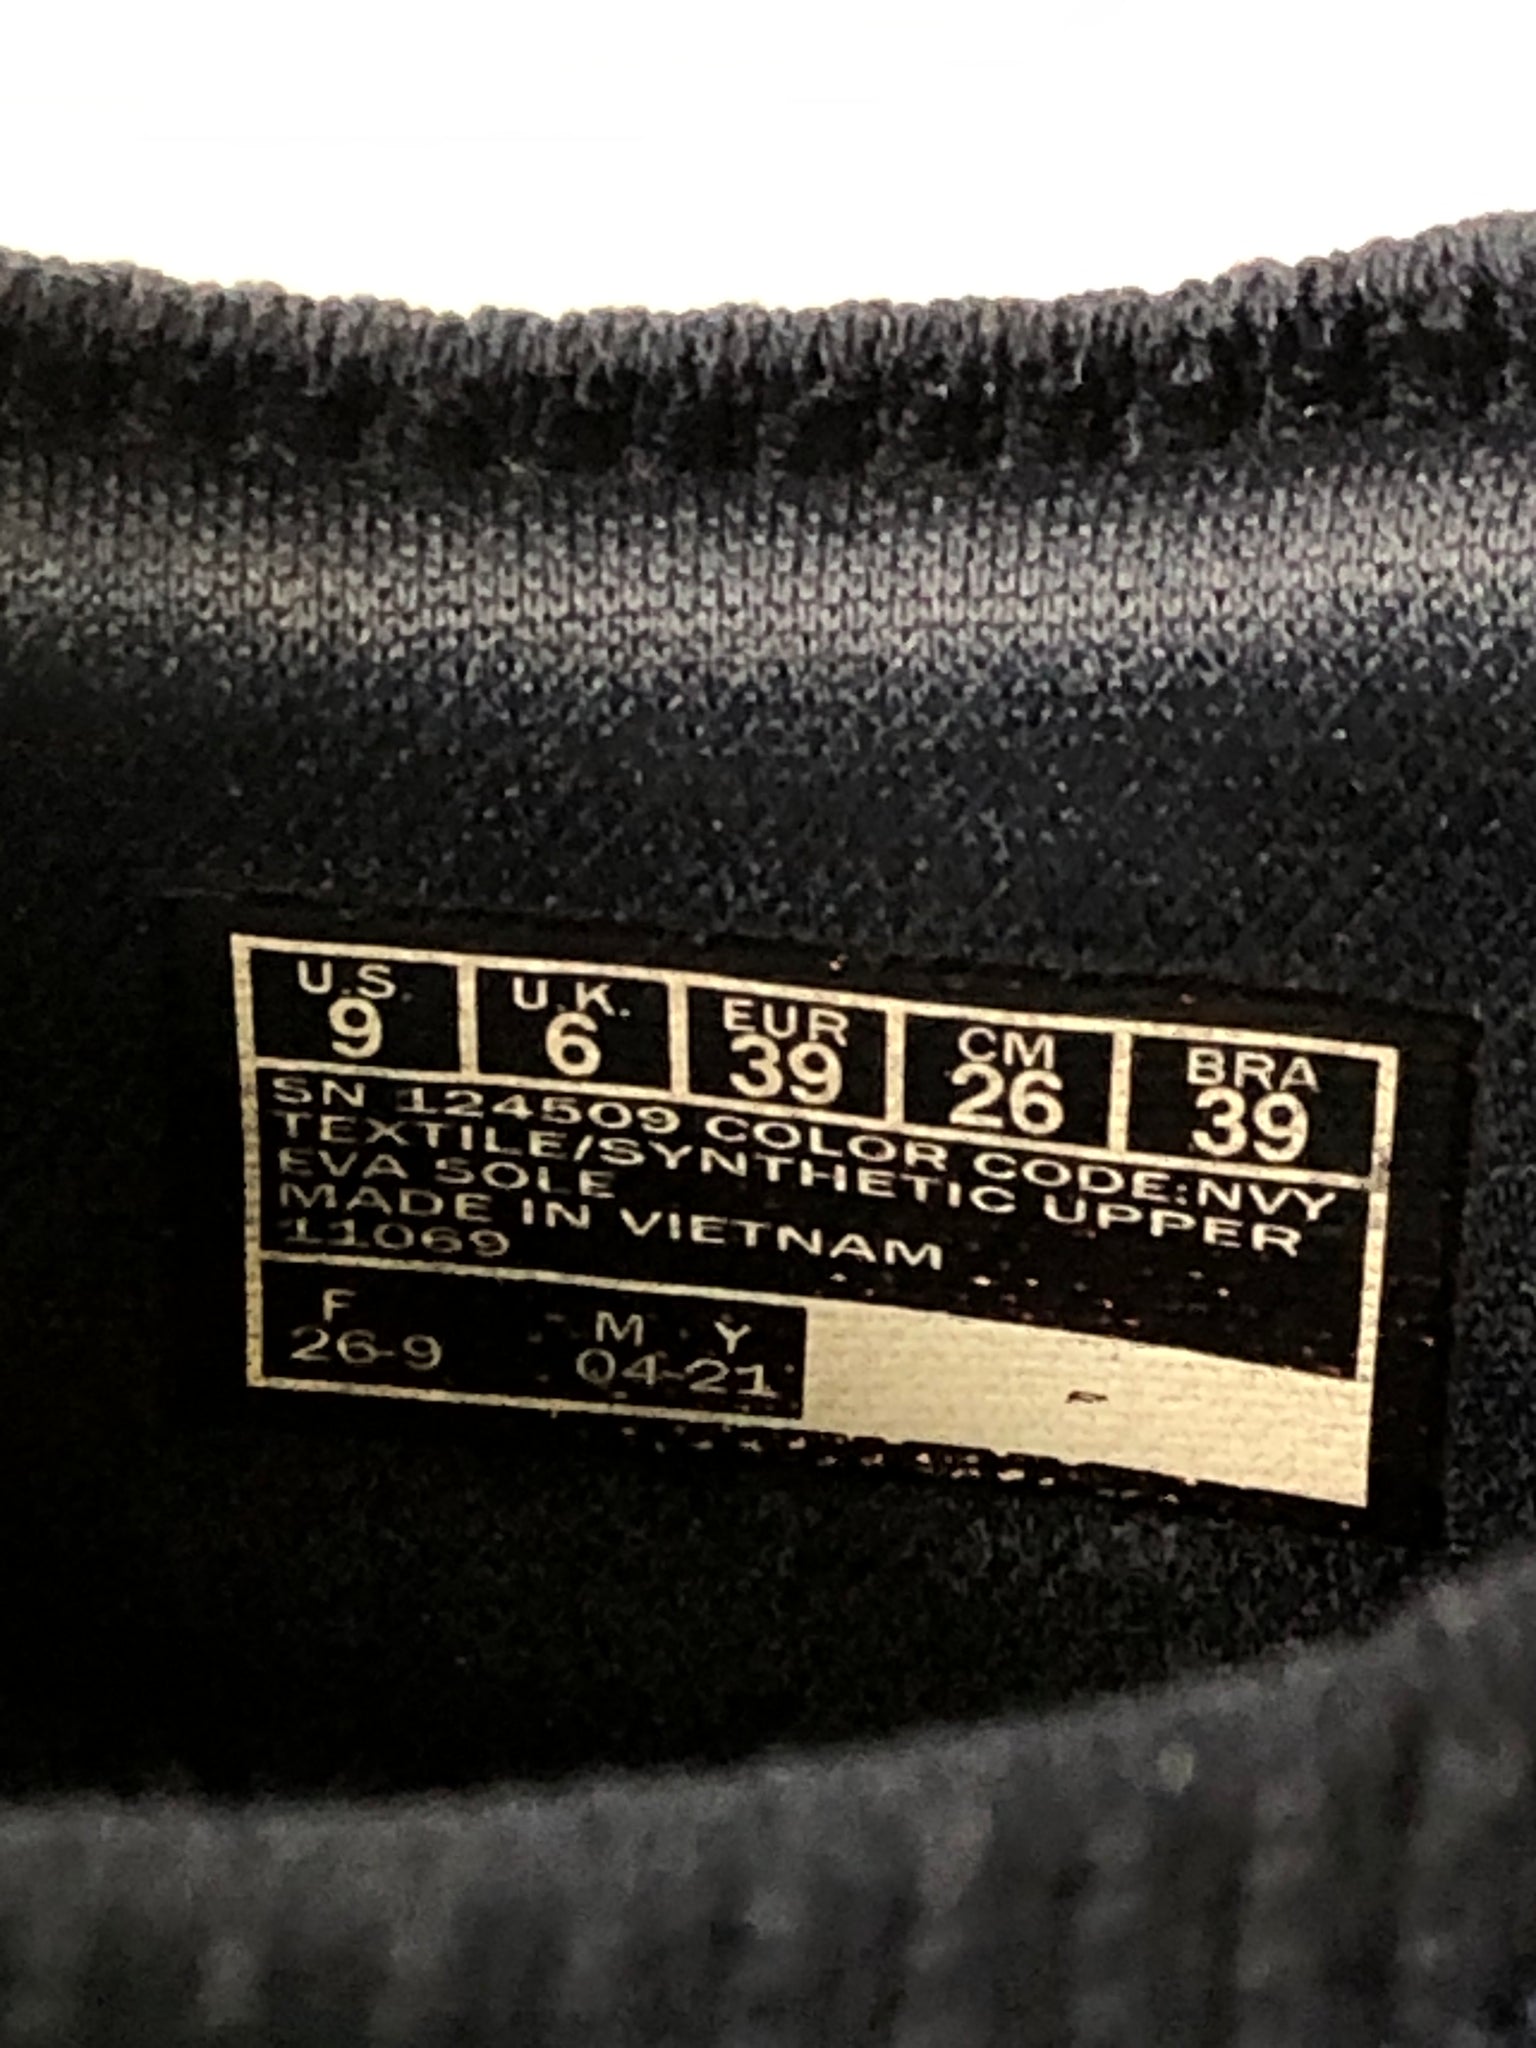 U.S. U.K. EUR CM BRA
9 6 39 26 39
SN 124509 COLOR CODE:NVY
TEXTILE/SYNTHETIC UPPER
EVA SOLE
MADE IN VIETNAM
11069
F M Y
26-9 04-21